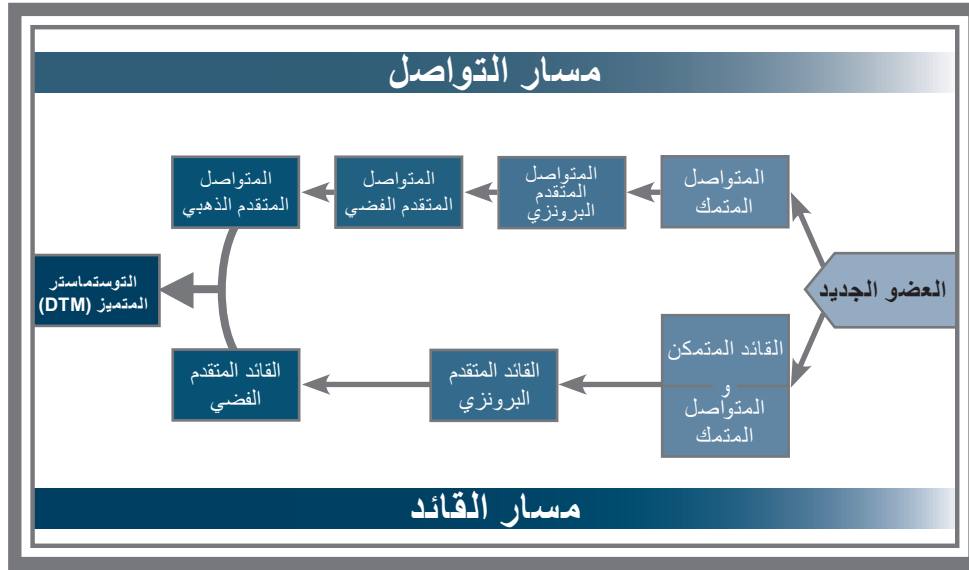 مسار التواصل
المتواصل
المتمك
المتواصل
المتقدم
البرونزي
المتواصل
المتقدم الفضي
المتواصل
المتقدم الذهبي
العضو الجديد
التوستماستر
المتميز (DTM)
القائد المتمكن
و
المتواصل
المتمك
القائد المتقدم
البرونزي
القائد المتقدم
الفضي
مسار القائد